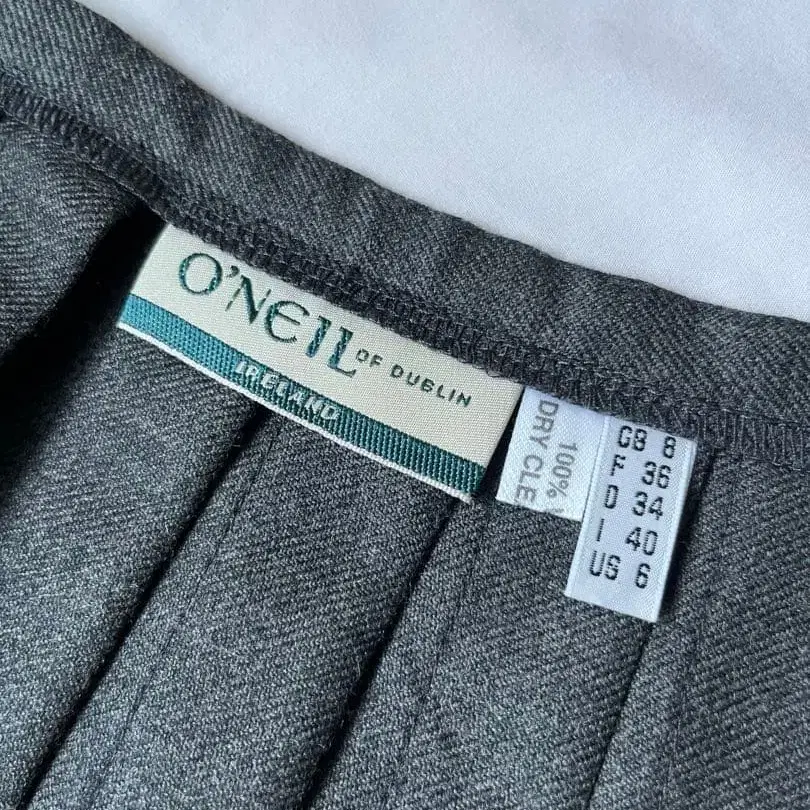 O'NEIL OF DUBLIN
IRELAND
100%
DRY CLE
GB 8
F 36
D 34
I 40
US 6